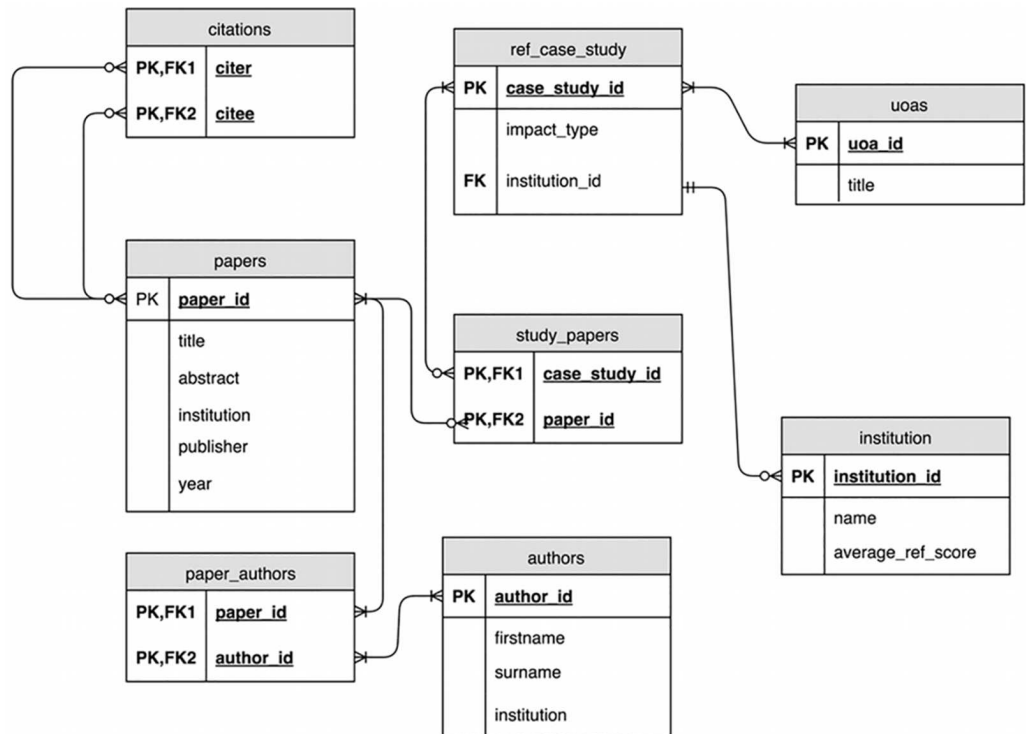 citations
PK,FK1 citer
PK,FK2 citee
ref_case_study
PK case_study_id
impact_type
FK institution_id
uoas
PK uoa_id
title
papers
PK paper_id
title
abstract
institution
publisher
year
study_papers
PK,FK1 case_study_id
PK,FK2 paper_id
institution
PK institution_id
name
average_ref_score
paper_authors
PK,FK1 paper_id
PK,FK2 author_id
authors
PK author_id
firstname
surname
institution